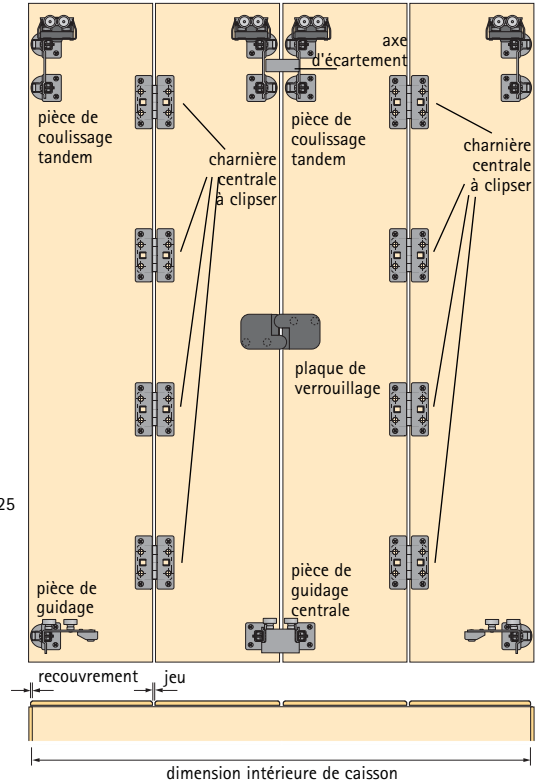 axe
d'écartement
pièce de
coulissage
tandem
charnière
centrale
à clipser
pièce de
coulissage
tandem
charnière
centrale
à clipser
plaque de
verrouillage
25
pièce de
guidage
pièce de
guidage
centrale
recouvrement
jeu
dimension intérieure de caisson